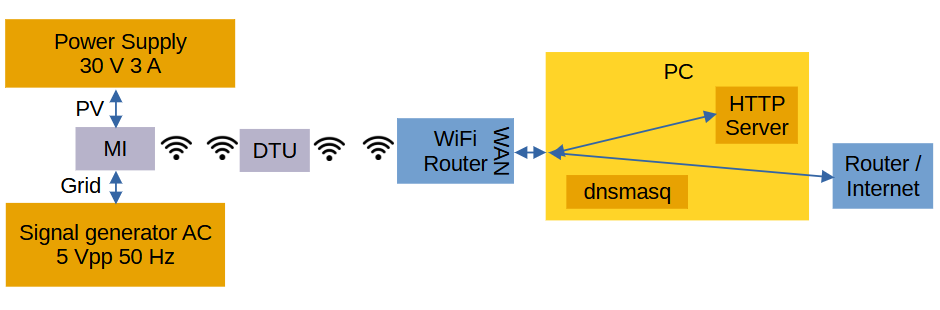 Power Supply
30 V 3 A
PV
MI
Grid
Signal generator AC
5 Vpp 50 Hz
DTU
WiFi
Router
WAN
PC
HTTP
Server
dnsmasq
Router /
Internet